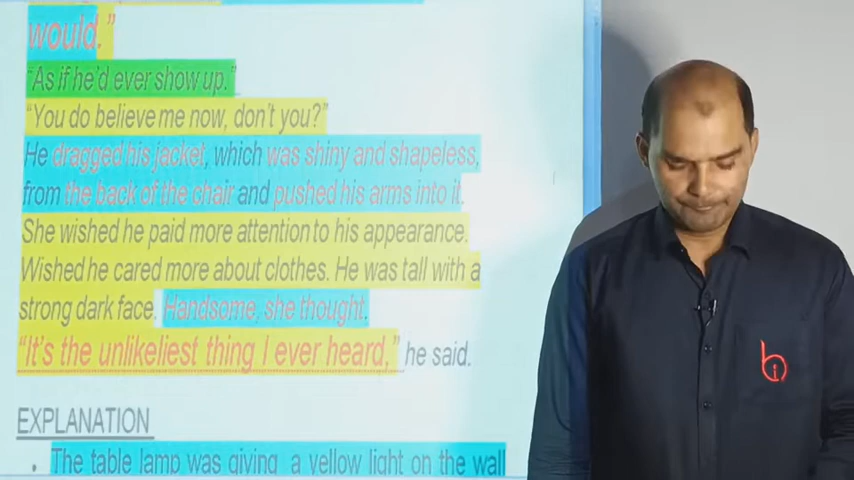 would."
"As if he'd ever show up."
"You do believe me now, don't you?"
He dragged his jacket, which was shiny and shapeless,
from the back of the chair and pushed his arms into it.
She wished he paid more attention to his appearance.
Wished he cared more about clothes. He was tall with a
strong dark face. Handsome, she thought.
"It's the unlikeliest thing I ever heard," he said.
EXPLANATION
• The table lamp was giving a yellow light on the wall